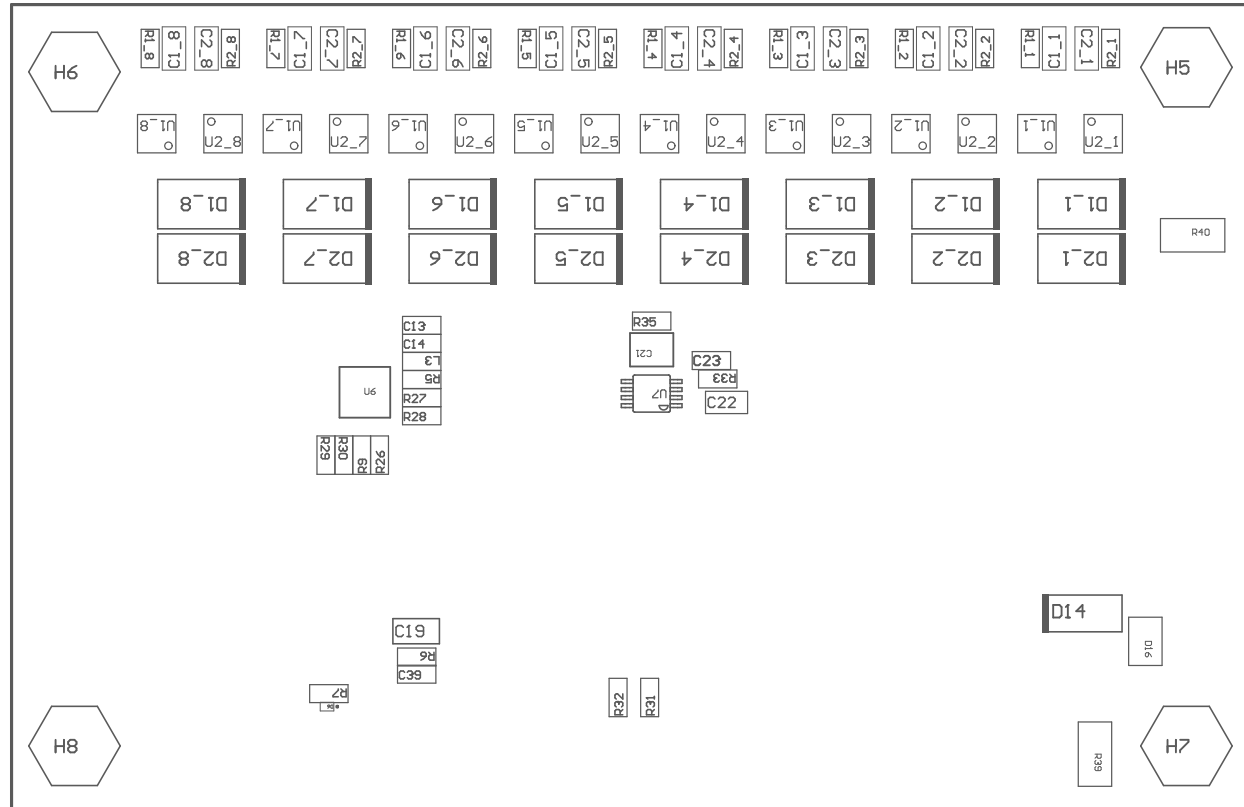 H6
R1_8 C1_8 C2_8 R2_8 R1_7 C1_7 C2_7 R2_7 R1_6 C1_6 C2_6 R2_6 R1_5 C1_5 C2_5 R2_5 R1_4 C1_4 C2_4 R2_4 R1_3 C1_3 C2_3 R2_3 R1_2 C1_2 C2_2 R2_2 R1_1 C1_1 C2_1 R2_1
H5
U1_8 U2_8 U1_7 U2_7 U1_6 U2_6 U1_5 U2_5 U1_4 U2_4 U1_3 U2_3 U1_2 U2_2 U1_1 U2_1
D1_8 D1_7 D1_6 D1_5 D1_4 D1_3 D1_2 D1_1
R40
D2_8 D2_7 D2_6 D2_5 D2_4 D2_3 D2_2 D2_1
C13
C14
L3
R5
R27
R28
U6
R29 R30 R9 R26
R35
C21
U7
C23
R33
C22
D14
D16
C19
R6
C39
R7
R32 R31
H8
H7
R39